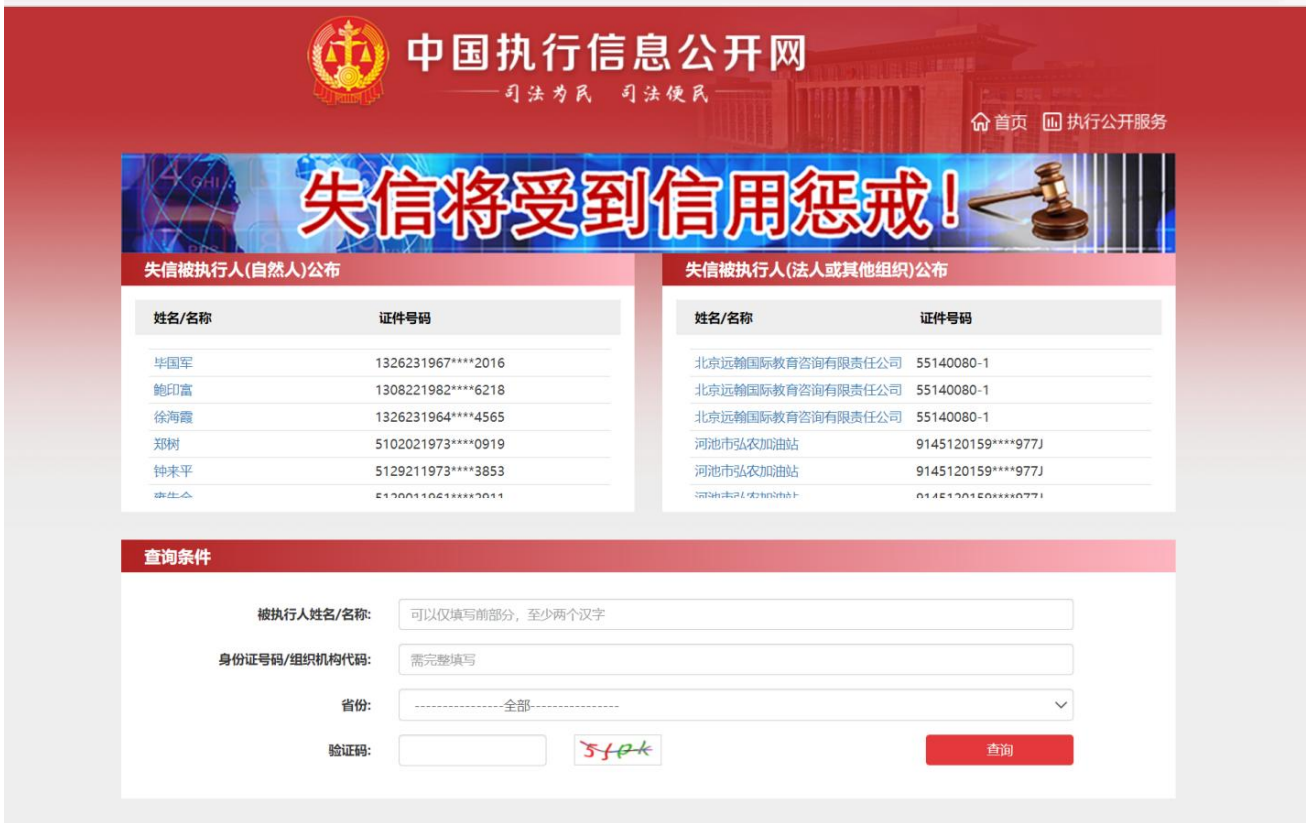 中国执行信息公开网
司法为民 司法便民
首页 执行公开服务
失信将受到信用惩戒!
失信被执行人(自然人)公布
姓名/名称 证件号码
毕国军 1326231967****2016
鲍印富 1308221982****6218
徐海霞 1326231964****4565
郑树 5102021973****0919
钟来平 5129211973****3853
失信被执行人(法人或其他组织)公布
姓名/名称 证件号码
北京远翰国际教育咨询有限责任公司 55140080-1
北京远翰国际教育咨询有限责任公司 55140080-1
北京远翰国际教育咨询有限责任公司 55140080-1
河池市弘农加油站 9145120159****977J
河池市弘农加油站 9145120159****977J
河池市弘农加油站 9145120159****977J
查询条件
被执行人姓名/名称: 可以仅填写前部分，至少两个汉字
身份证号码/组织机构代码: 需完整填写
省份: ----------------全部----------------
验证码:
查询